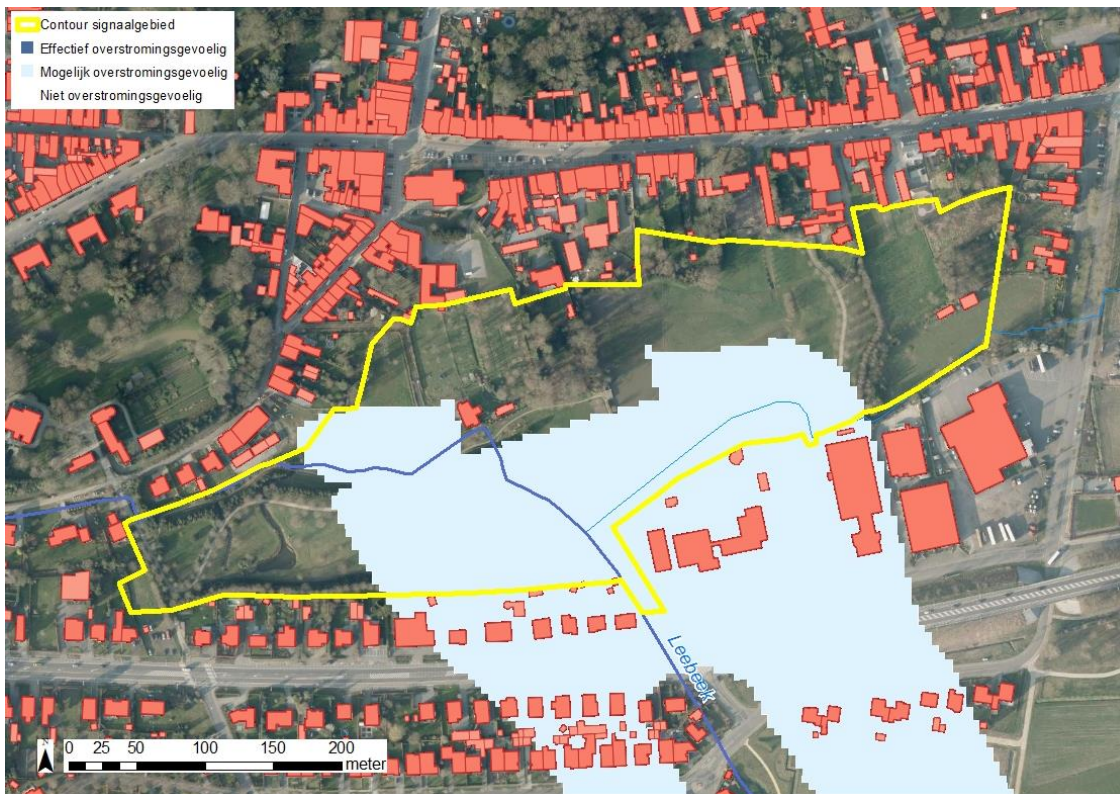 Contour signaalgebied
Effectief overstromingsgevoelig
Mogelijk overstromingsgevoelig
Niet overstromingsgevoelig
Leebeek
0 25 50 100 150 200
meter